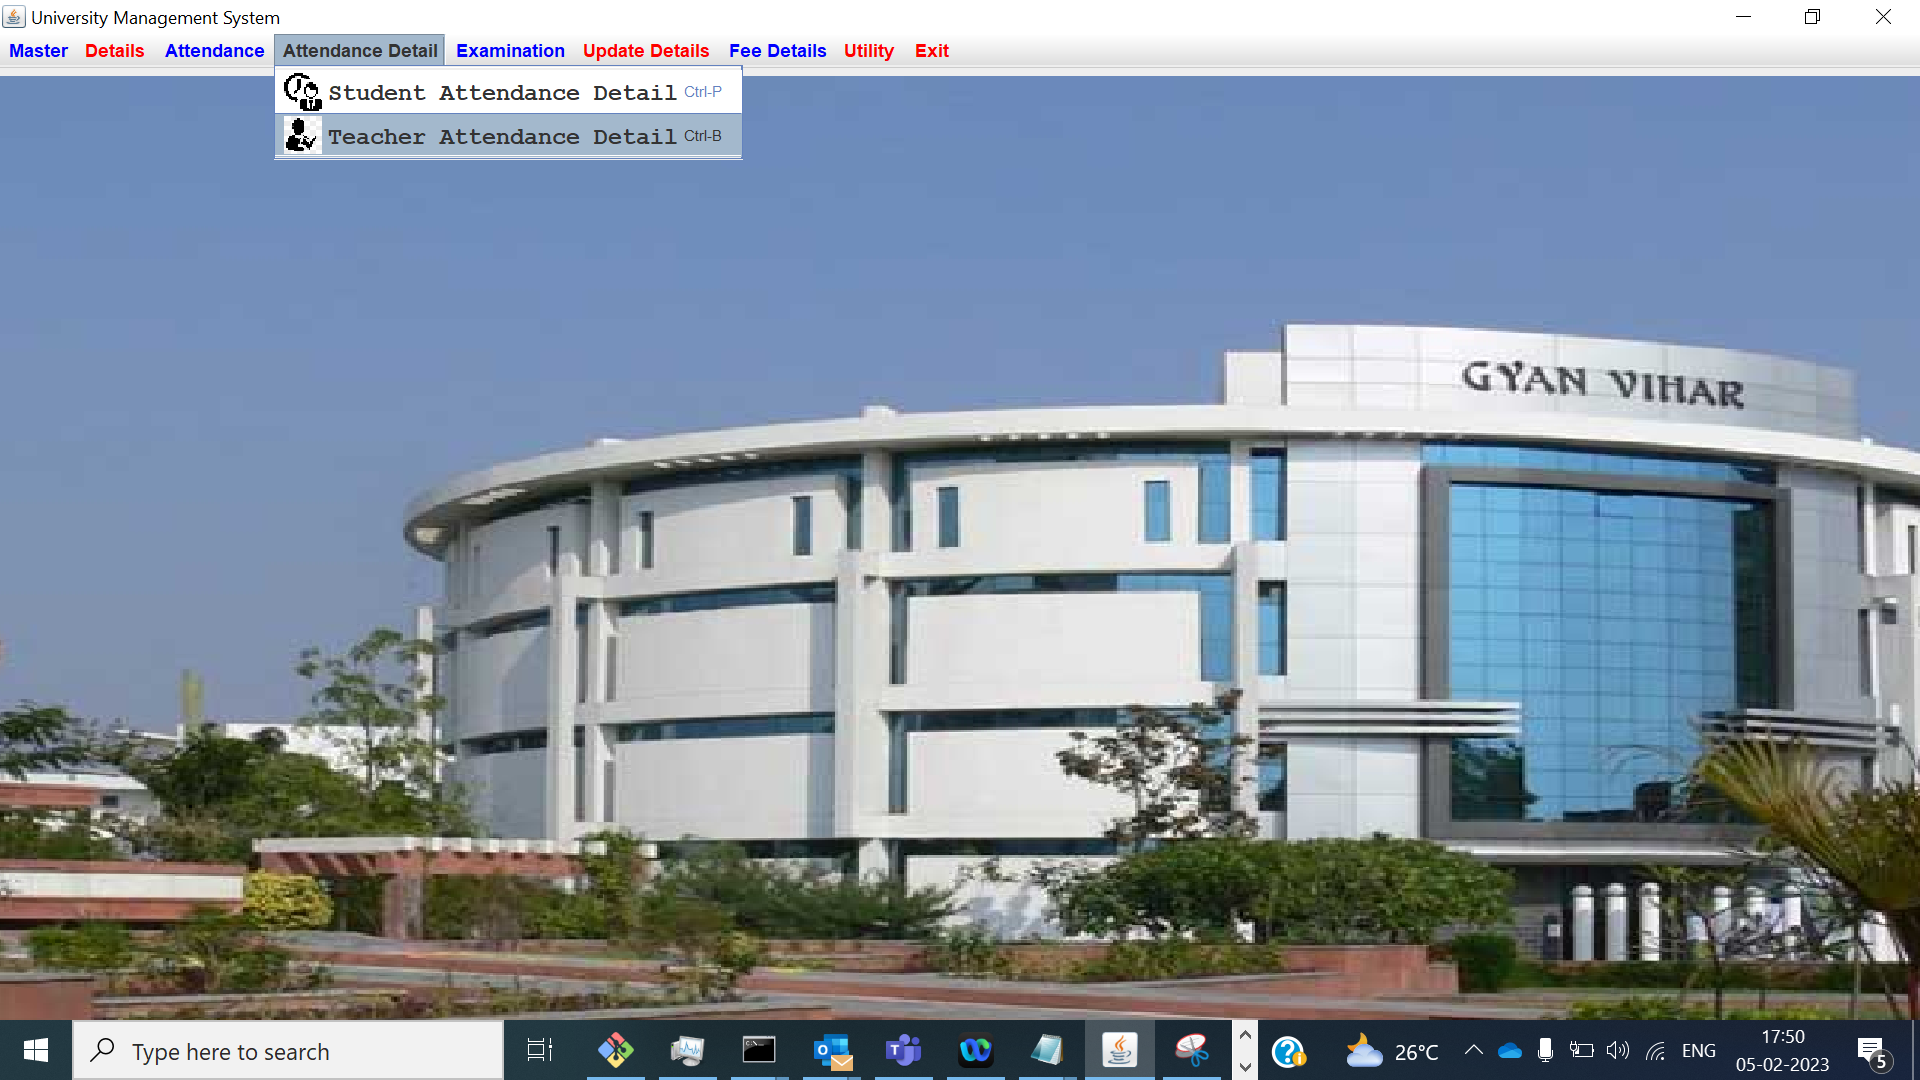 University Management System
Master Details Attendance Attendance Detail Examination Update Details Fee Details Utility Exit
Student Attendance Detail Ctrl-P
Teacher Attendance Detail Ctrl-B
GYAN VIHAR
Type here to search
26°C
ENG
17:50
05-02-2023
5